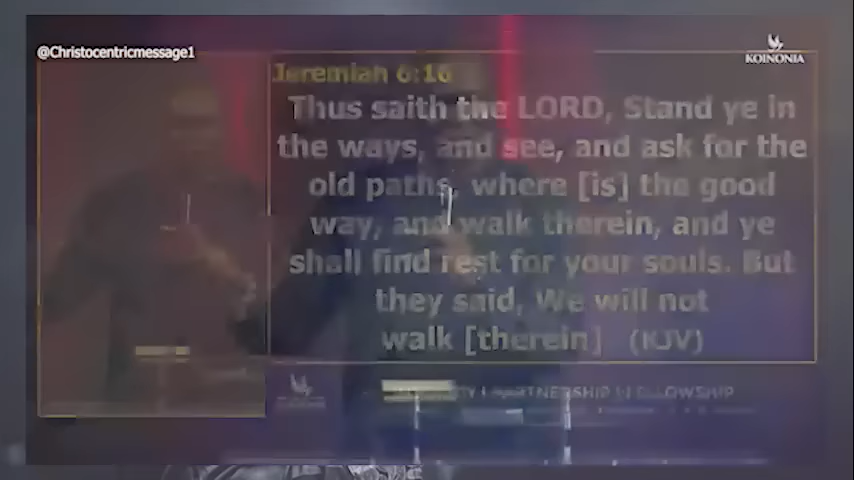 @Christocentricmessage1
KOINONIA
Jeremiah 6:16
Thus saith the LORD, Stand ye in
the ways, and see, and ask for the
old paths, where [is] the good
way, and walk therein, and ye
shall find rest for your souls. But
they said, We will not
walk [therein] (KJV)
PARTNERSHIP FELLOWSHIP